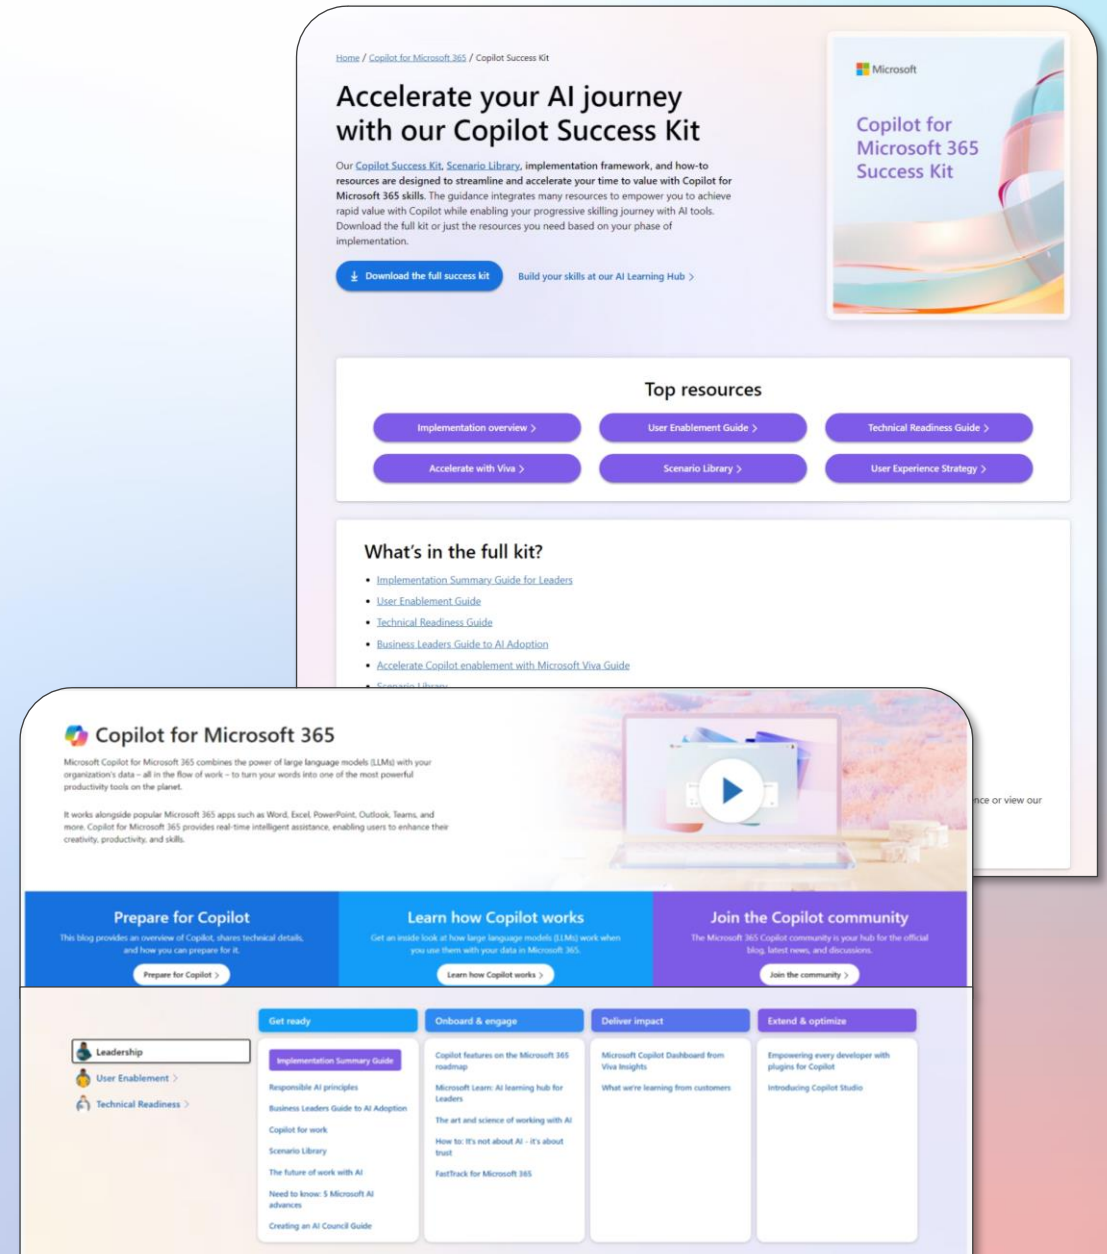 Home / Copilot for Microsoft 365 / Copilot Success Kit
Accelerate your AI journey
with our Copilot Success Kit
Our Copilot Success Kit, Scenario Library, implementation framework, and how-to
resources are designed to streamline and accelerate your time to value with Copilot for
Microsoft 365 skills. The guidance integrates many resources to empower you to achieve
rapid value with Copilot while enabling your progressive skilling journey with AI tools.
Download the full kit or just the resources you need based on your phase of
implementation.
Download the full success kit
Build your skills at our AI Learning Hub >
Microsoft
Copilot for
Microsoft 365
Success Kit
Top resources
Implementation overview >
User Enablement Guide >
Technical Readiness Guide >
Accelerate with Viva >
Scenario Library >
User Experience Strategy >
What's in the full kit?
• Implementation Summary Guide for Leaders
• User Enablement Guide
• Technical Readiness Guide
• Business Leaders Guide to AI Adoption
• Accelerate Copilot enablement with Microsoft Viva Guide
• Scenario Library
nce or view our
Copilot for Microsoft 365
Microsoft Copilot for Microsoft 365 combines the power of large language models (LLMs) with your
organization's data – all in the flow of work – to turn your words into one of the most powerful
productivity tools on the planet.
It works alongside popular Microsoft 365 apps such as Word, Excel, PowerPoint, Outlook, Teams, and
more. Copilot for Microsoft 365 provides real-time intelligent assistance, enabling users to enhance their
creativity, productivity, and skills.
Prepare for Copilot
This blog provides an overview of Copilot, shares technical details,
and how you can prepare for it.
Prepare for Copilot >
Learn how Copilot works
Get an inside look at how large language models (LLMs) work when
you use them with your data in Microsoft 365.
Learn how Copilot works >
Join the Copilot community
The Microsoft 365 Copilot community is your hub for the official
blog, latest news, and discussions.
Join the community >
Leadership
User Enablement >
Technical Readiness >
Get ready
Implementation Summary Guide
Responsible AI principles
Business Leaders Guide to AI Adoption
Copilot for work
Scenario Library
The future of work with AI
Need to know: 5 Microsoft AI
advances
Creating an AI Council Guide
Onboard & engage
Copilot features on the Microsoft 365
roadmap
Microsoft Learn: AI learning hub for
Leaders
The art and science of working with AI
How to: It's not about AI - it's about
trust
FastTrack for Microsoft 365
Deliver impact
Microsoft Copilot Dashboard from
Viva Insights
What we're learning from customers
Extend & optimize
Empowering every developer with
plugins for Copilot
Introducing Copilot Studio